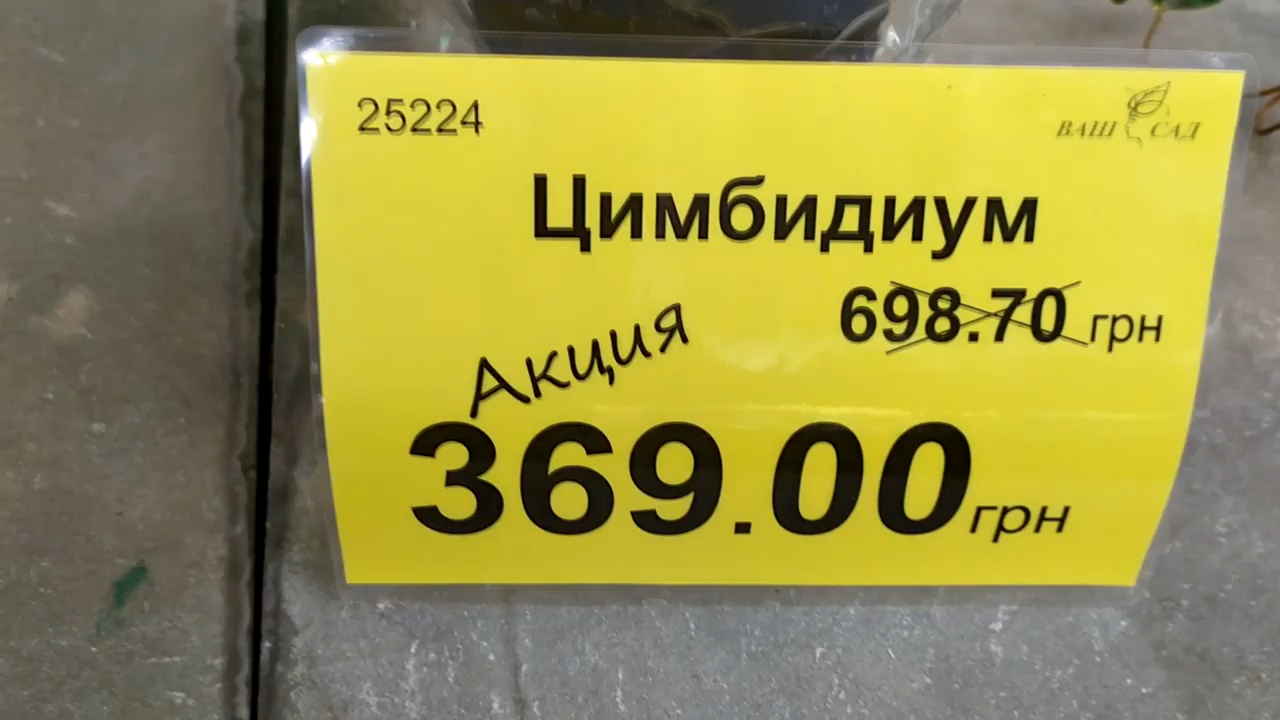 25224
ВАШ САД
Цимбидиум
698.70 грн
Акция
369.00 грн